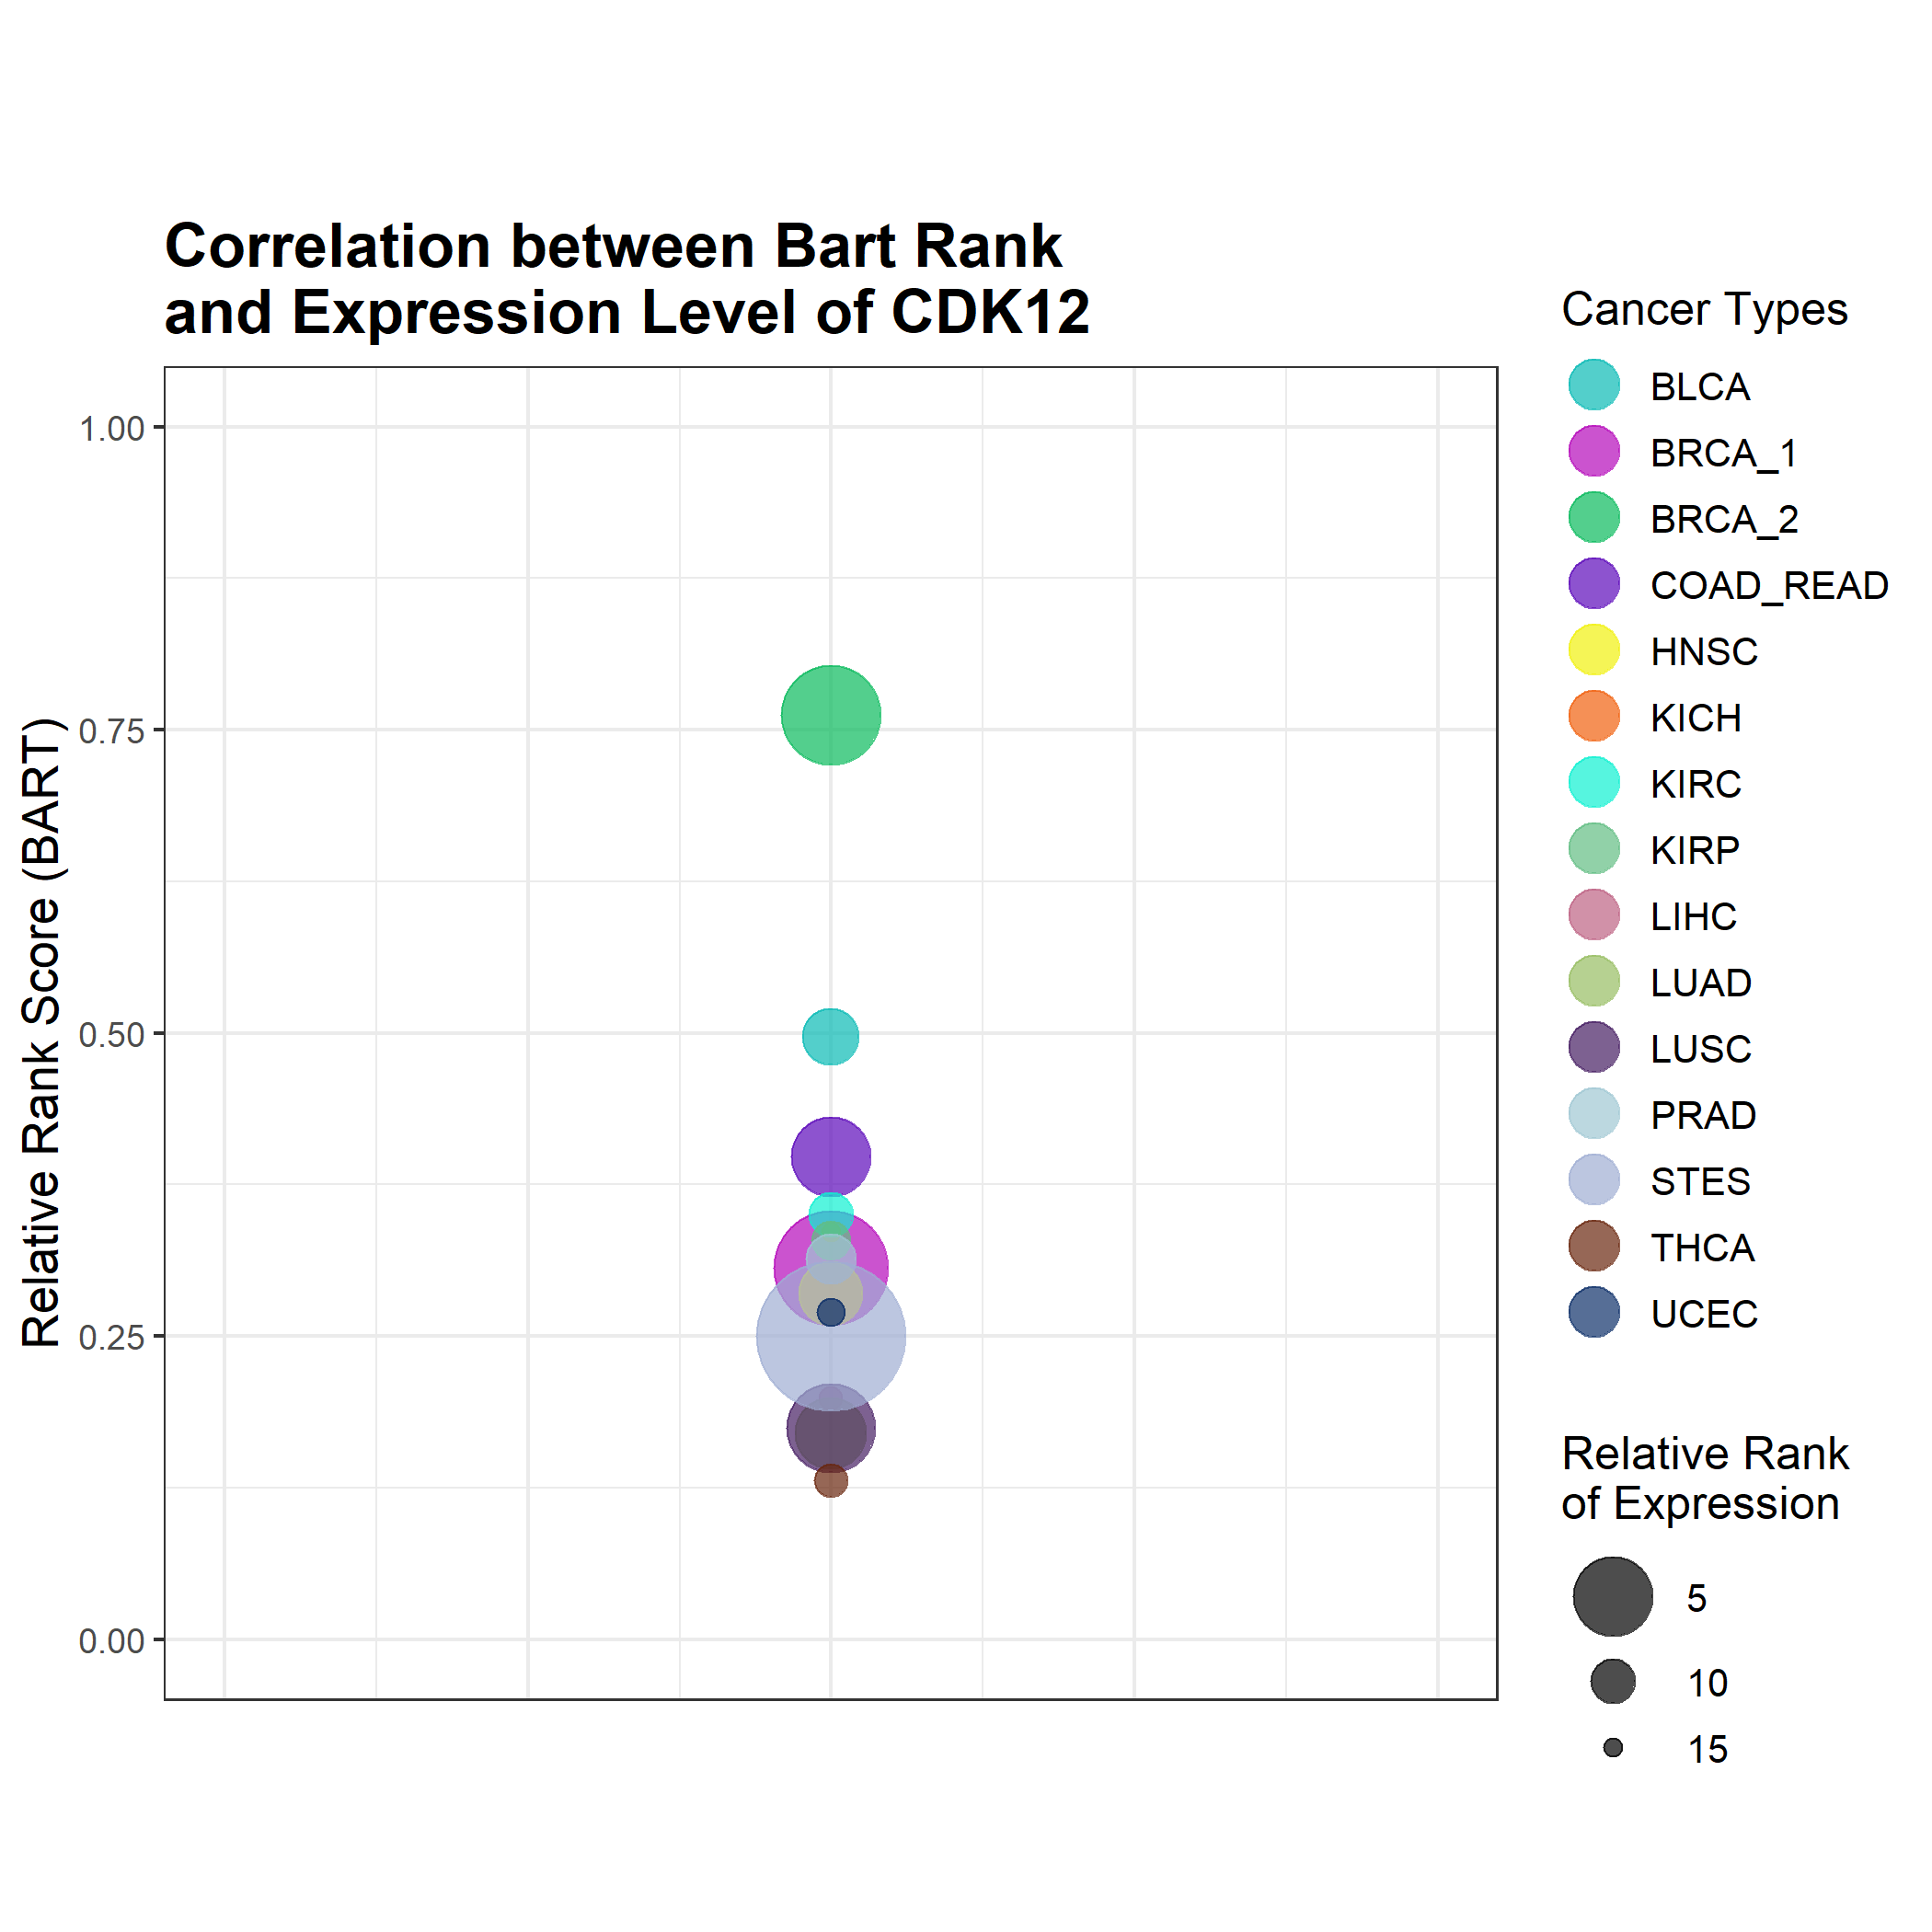 Correlation between Bart Rank
and Expression Level of CDK12
Relative Rank Score (BART)
1.00
0.75
0.50
0.25
0.00
Cancer Types
BLCA
BRCA_1
BRCA_2
COAD_READ
HNSC
KICH
KIRC
KIRP
LIHC
LUAD
LUSC
PRAD
STES
THCA
UCEC
Relative Rank
of Expression
5
10
15